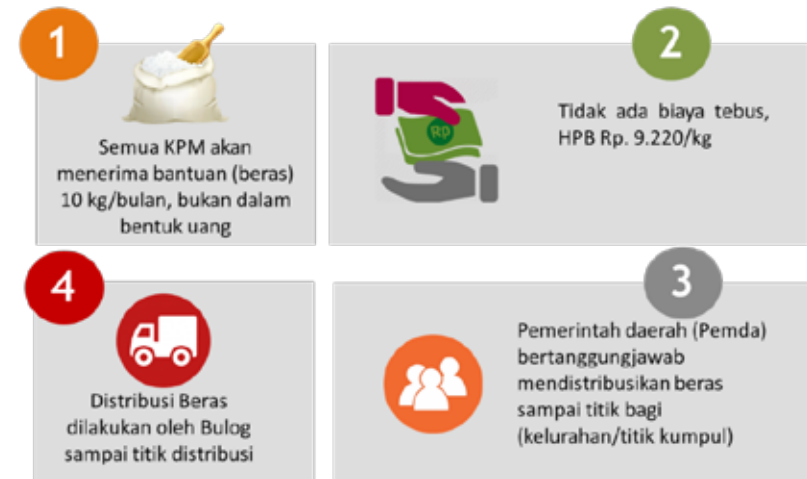 1
Semua KPM akan
menerima bantuan (beras)
10 kg/bulan, bukan dalam
bentuk uang
2
RP
Tidak ada biaya tebus,
HPB Rp. 9.220/kg
4
Distribusi Beras
dilakukan oleh Bulog
sampai titik distribusi
3
Pemerintah daerah (Pemda)
bertanggungjawab
mendistribusikan beras
sampai titik bagi
(kelurahan/titik kumpul)